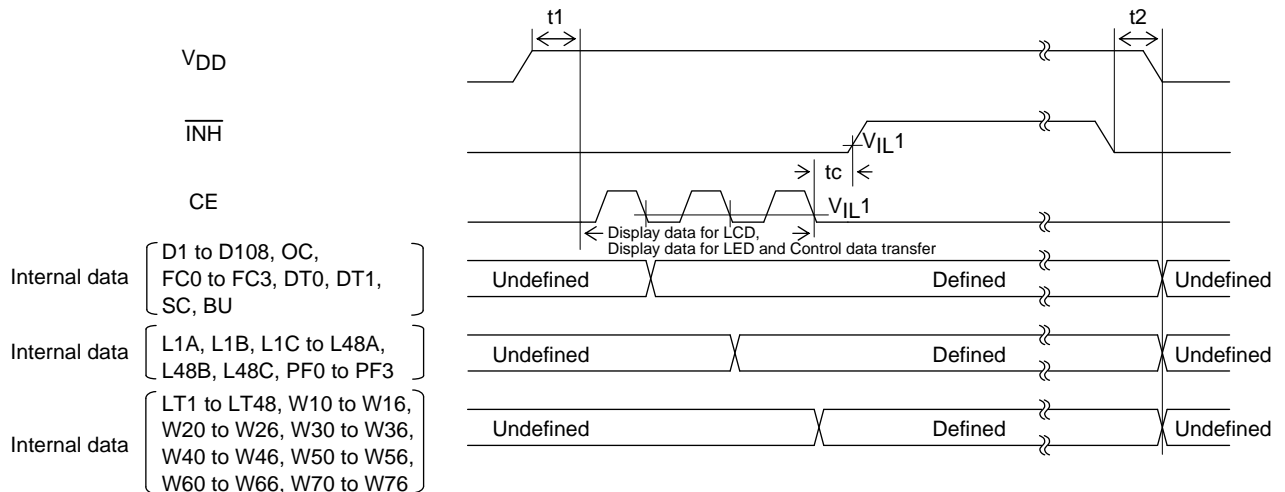 t1
t2
VDD
INH
VIL1
tc
CE
VIL1
Display data for LCD,
Display data for LED and Control data transfer
Internal data
D1 to D108, OC,
FC0 to FC3, DT0, DT1,
SC, BU
Undefined
Defined
Undefined
Internal data
L1A, L1B, L1C to L48A,
L48B, L48C, PF0 to PF3
Undefined
Defined
Undefined
Internal data
LT1 to LT48, W10 to W16,
W20 to W26, W30 to W36,
W40 to W46, W50 to W56,
W60 to W66, W70 to W76
Undefined
Defined
Undefined